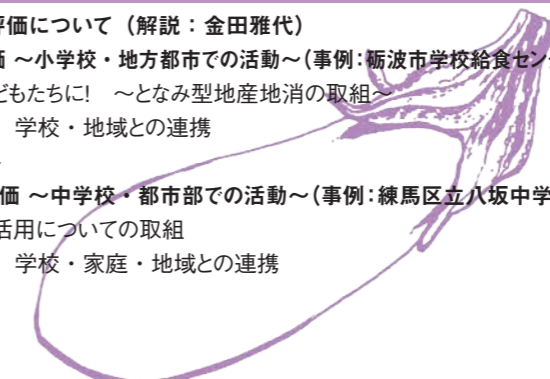 評価について（解説：金田雅代）
価 ～小学校・地方都市での活動～（事例：砺波市学校給食セン
どもたちに!　～となみ型地産地消の取組～
学校・地域との連携
価 ～中学校・都市部での活動～（事例：練馬区立八坂中学
活用についての取組
学校・家庭・地域との連携